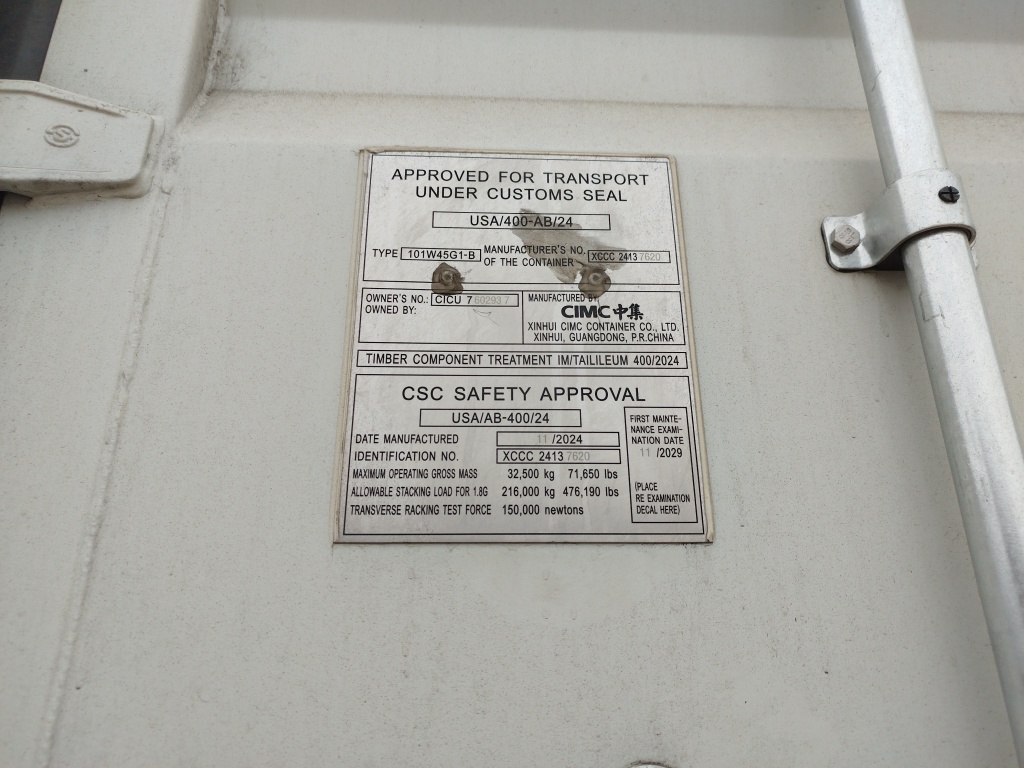 APPROVED FOR TRANSPORT
UNDER CUSTOMS SEAL
USA/400-AB/24
TYPE 101W45G1-B MANUFACTURER'S NO. OF THE CONTAINER XGCC 2413 7620
OWNER'S NO.: CICU 7 60293 7
OWNED BY:
MANUFACTURED BY
CIMC 中集
XINHUI CIMC CONTAINER CO., LTD.
XINHUI, GUANGDONG, P.R.CHINA
TIMBER COMPONENT TREATMENT IM/TAILILEUM 400/2024
CSC SAFETY APPROVAL
USA/AB-400/24
DATE MANUFACTURED 11 /2024
IDENTIFICATION NO. XCCC 2413 7620
MAXIMUM OPERATING GROSS MASS 32,500 kg 71,650 lbs
ALLOWABLE STACKING LOAD FOR 1.8G 216,000 kg 476,190 lbs
TRANSVERSE RACKING TEST FORCE 150,000 newtons
FIRST MAINTE-
NANCE EXAMI-
NATION DATE
11 /2029
(PLACE
RE EXAMINATION
DECAL HERE)